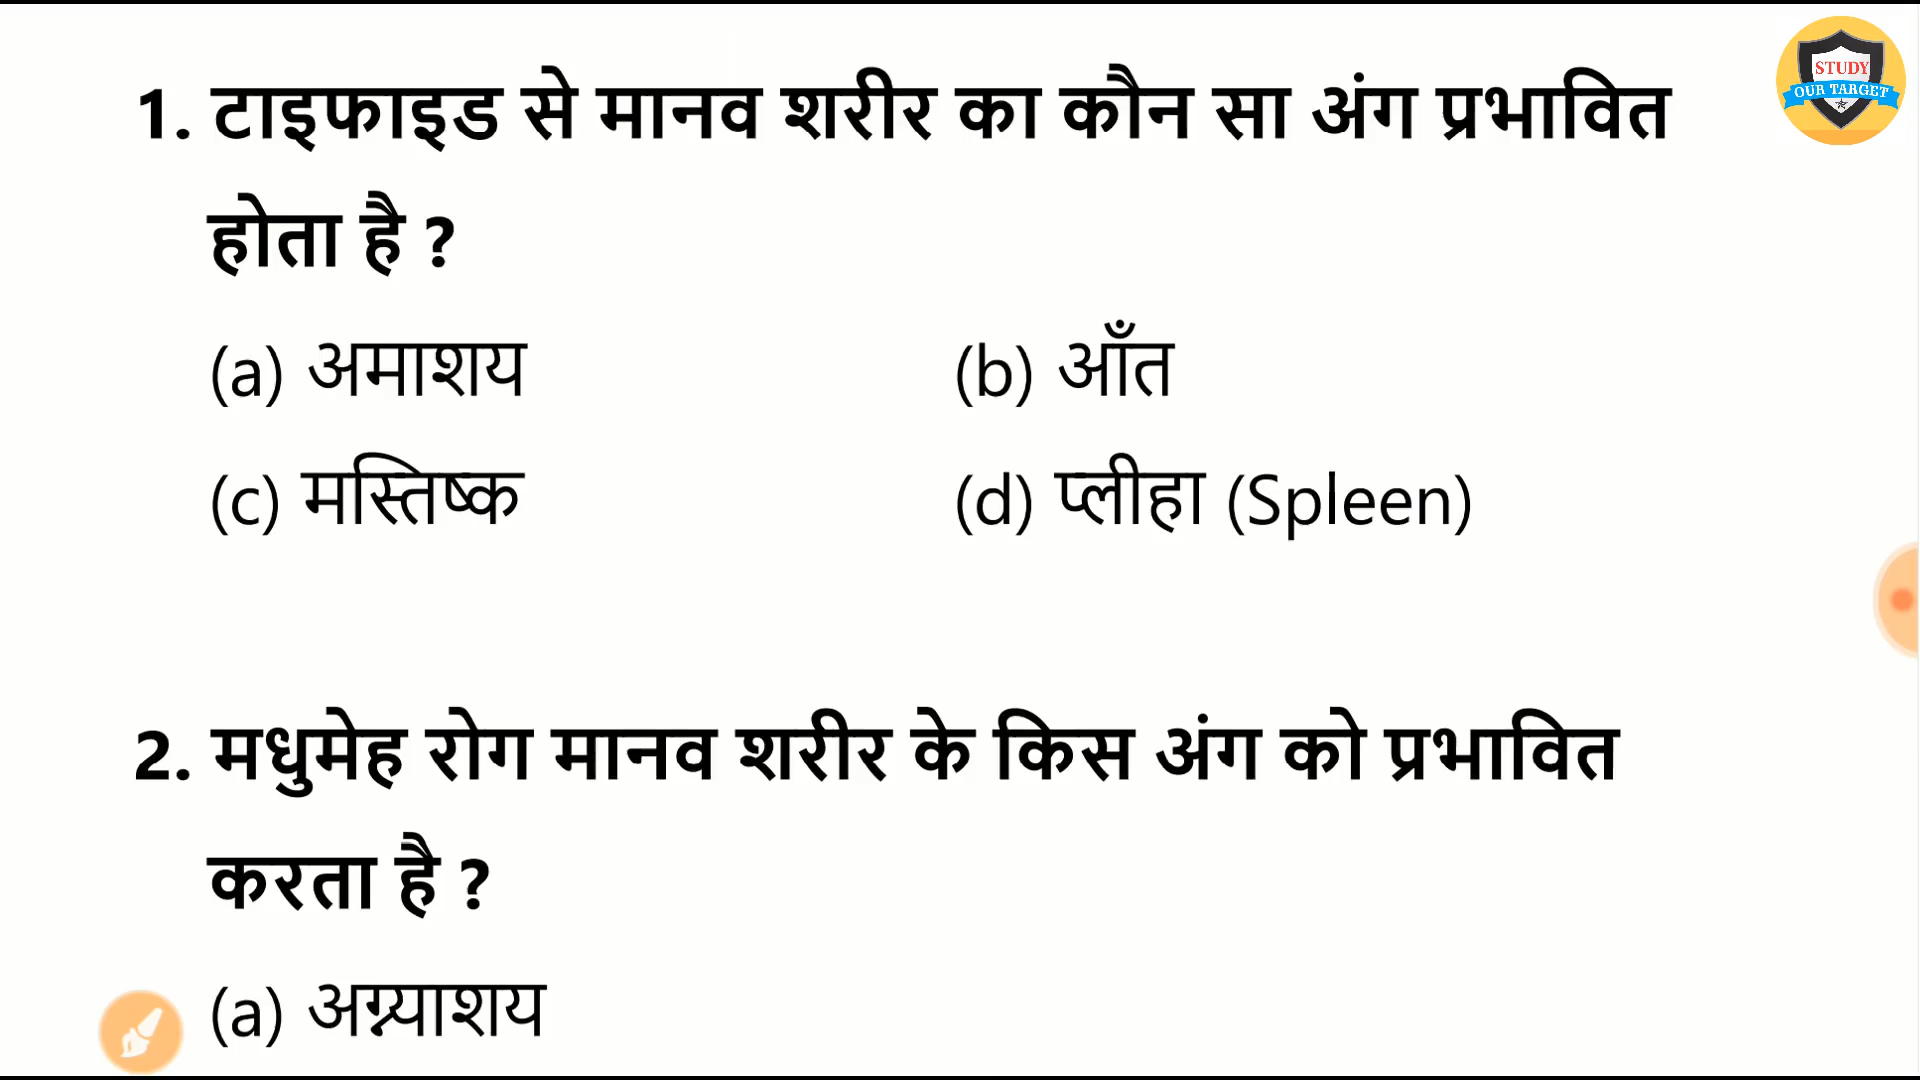 STUDY
OUR TARGET
1. टाइफाइड से मानव शरीर का कौन सा अंग प्रभावित
होता है ?
(a) अमाशय (b) आँत
(c) मस्तिष्क (d) प्लीहा (Spleen)
2. मधुमेह रोग मानव शरीर के किस अंग को प्रभावित
करता है ?
(a) अग्न्याशय